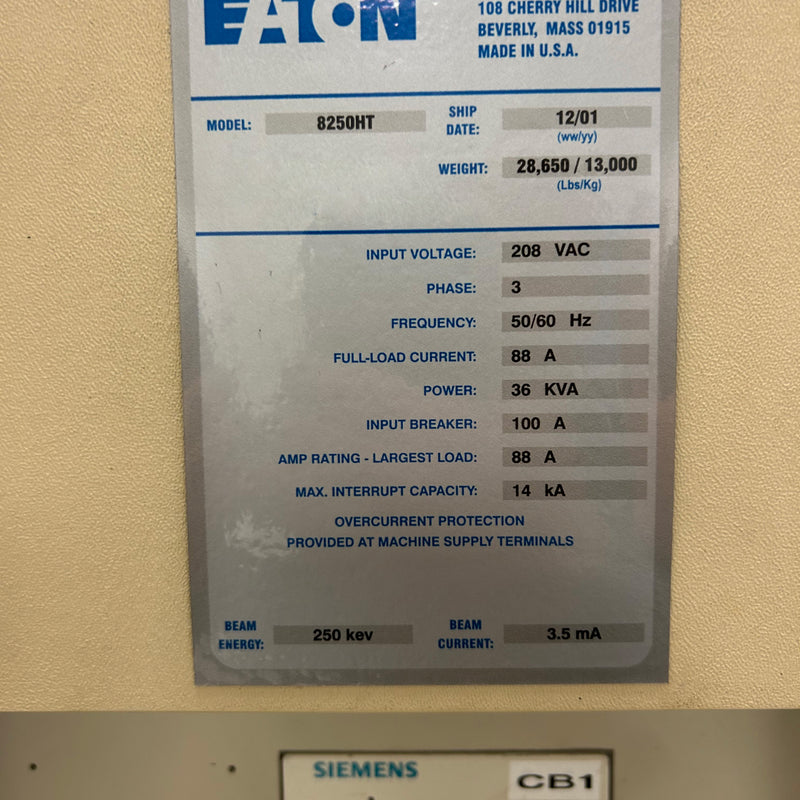 EATON
108 CHERRY HILL DRIVE
BEVERLY, MASS 01915
MADE IN U.S.A.
MODEL: 8250HT
SHIP DATE: 12/01
(ww/yy)
WEIGHT: 28,650 / 13,000
(Lbs/Kg)
INPUT VOLTAGE: 208 VAC
PHASE: 3
FREQUENCY: 50/60 Hz
FULL-LOAD CURRENT: 88 A
POWER: 36 KVA
INPUT BREAKER: 100 A
AMP RATING - LARGEST LOAD: 88 A
MAX. INTERRUPT CAPACITY: 14 kA
OVERCURRENT PROTECTION
PROVIDED AT MACHINE SUPPLY TERMINALS
BEAM ENERGY: 250 kev
BEAM CURRENT: 3.5 mA
SIEMENS
CB1